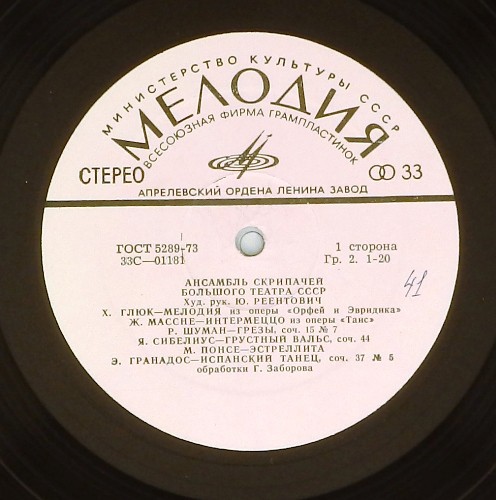 МИНИСТЕРСТВО КУЛЬТУРЫ СССР
МЕЛОДИЯ
ВСЕСОЮЗНАЯ ФИРМА ГРАМПЛАСТИНОК
СТЕРЕО
33
АПРЕЛЕВСКИЙ ОРДЕНА ЛЕНИНА ЗАВОД
ГОСТ 5289-73
33С—01181
1 сторона
Гр. 2. 1-20
41
АНСАМБЛЬ СКРИПАЧЕЙ
БОЛЬШОГО ТЕАТРА СССР
Худ. рук. Ю. РЕЕНТОВИЧ
Х. ГЛЮК—МЕЛОДИЯ из оперы «Орфей и Эвридика»
Ж. МАССНЕ—ИНТЕРМЕЦЦО из оперы «Таис»
Р. ШУМАН—ГРЕЗЫ, соч. 15 № 7
Я. СИБЕЛИУС—ГРУСТНЫЙ ВАЛЬС, соч. 44
М. ПОНСЕ—ЭСТРЕЛЛИТА
Э. ГРАНАДОС—ИСПАНСКИЙ ТАНЕЦ, соч. 37 № 5
обработки Г. Заборова